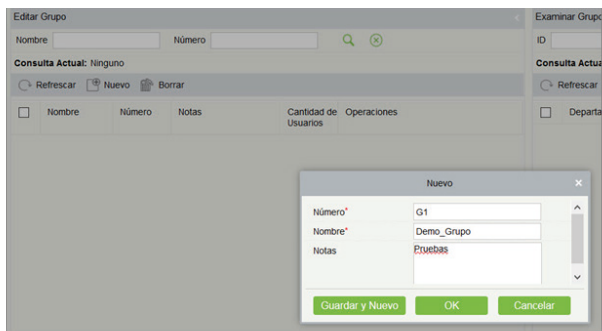 Editar Grupo
Examinar Grupo
Nombre
Número
ID
Consulta Actual: Ninguno
Consulta Actua
Refrescar
Nuevo
Borrar
Refrescar
Nombre
Número
Notas
Cantidad de
Usuarios
Operaciones
Departa
Nuevo
Número*
G1
Nombre*
Demo_Grupo
Notas
Pruebas
Guardar y Nuevo
OK
Cancelar